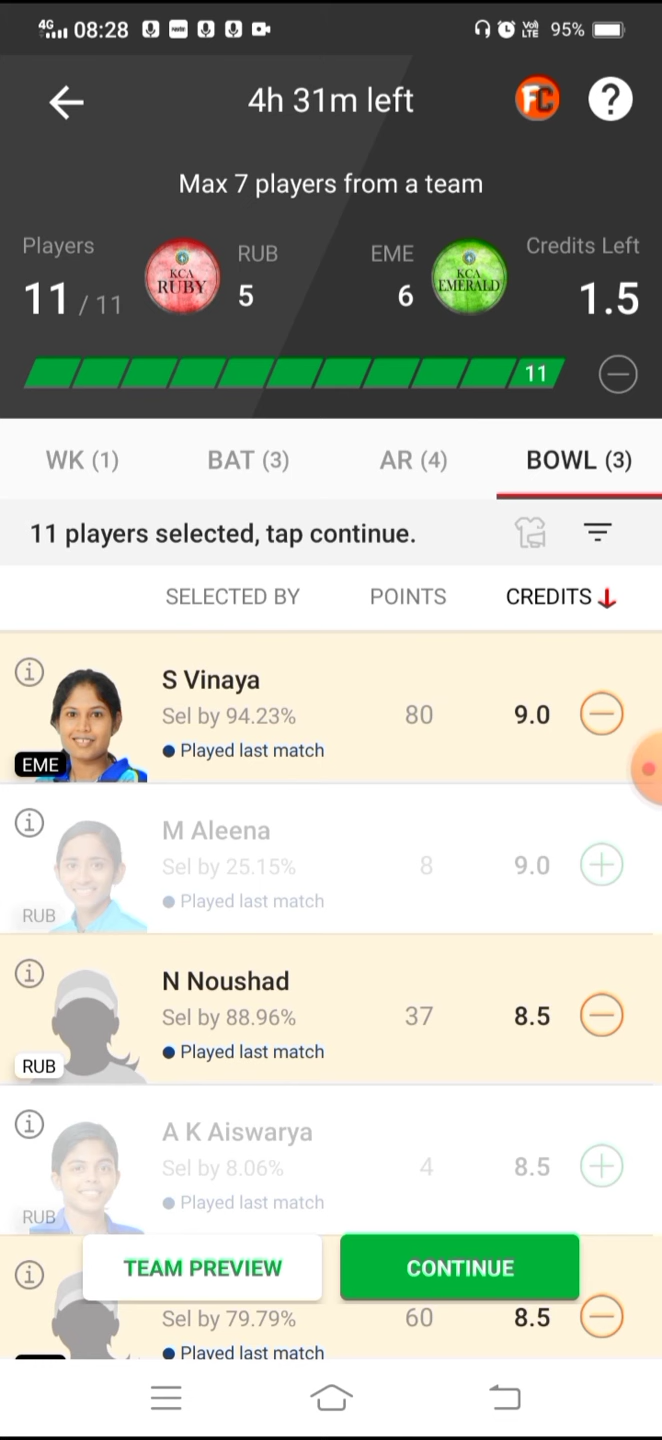 4G 08:28 Vo) LTE 95%
4h 31m left FC ?
Max 7 players from a team
Players RUB EME Credits Left
KCA RUBY KCA EMERALD
11 / 11 5 6 1.5
11
WK (1) BAT (3) AR (4) BOWL (3)
11 players selected, tap continue.
SELECTED BY POINTS CREDITS
S Vinaya
Sel by 94.23% 80 9.0
Played last match
EME
M Aleena
Sel by 25.15% 8 9.0
Played last match
RUB
N Noushad
Sel by 88.96% 37 8.5
Played last match
RUB
A K Aiswarya
Sel by 8.06% 4 8.5
Played last match
RUB
TEAM PREVIEW CONTINUE
Sel by 79.79% 60 8.5
Played last match